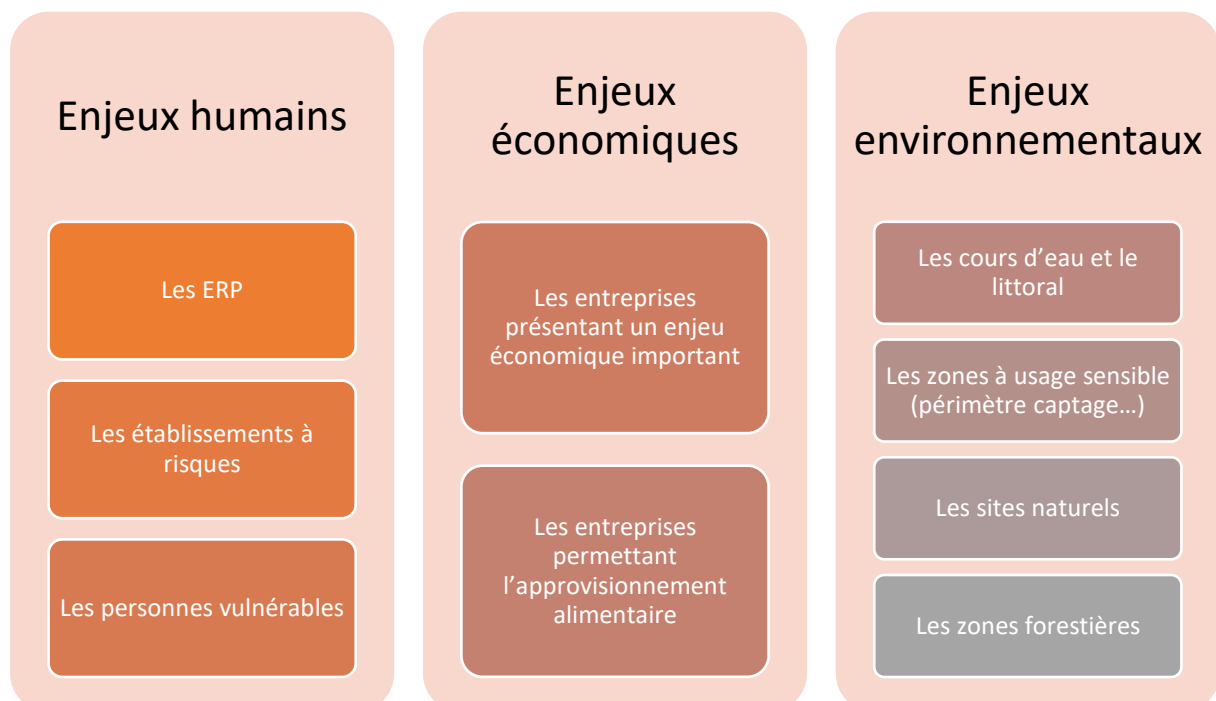 Enjeux humains
Les ERP
Les établissements à
risques
Les personnes vulnérables
Enjeux
économiques
Les entreprises
présentant un enjeu
économique important
Les entreprises
permettant
l’approvisionnement
alimentaire
Enjeux
environnementaux
Les cours d’eau et le
littoral
Les zones à usage sensible
(périmètre captage…)
Les sites naturels
Les zones forestières